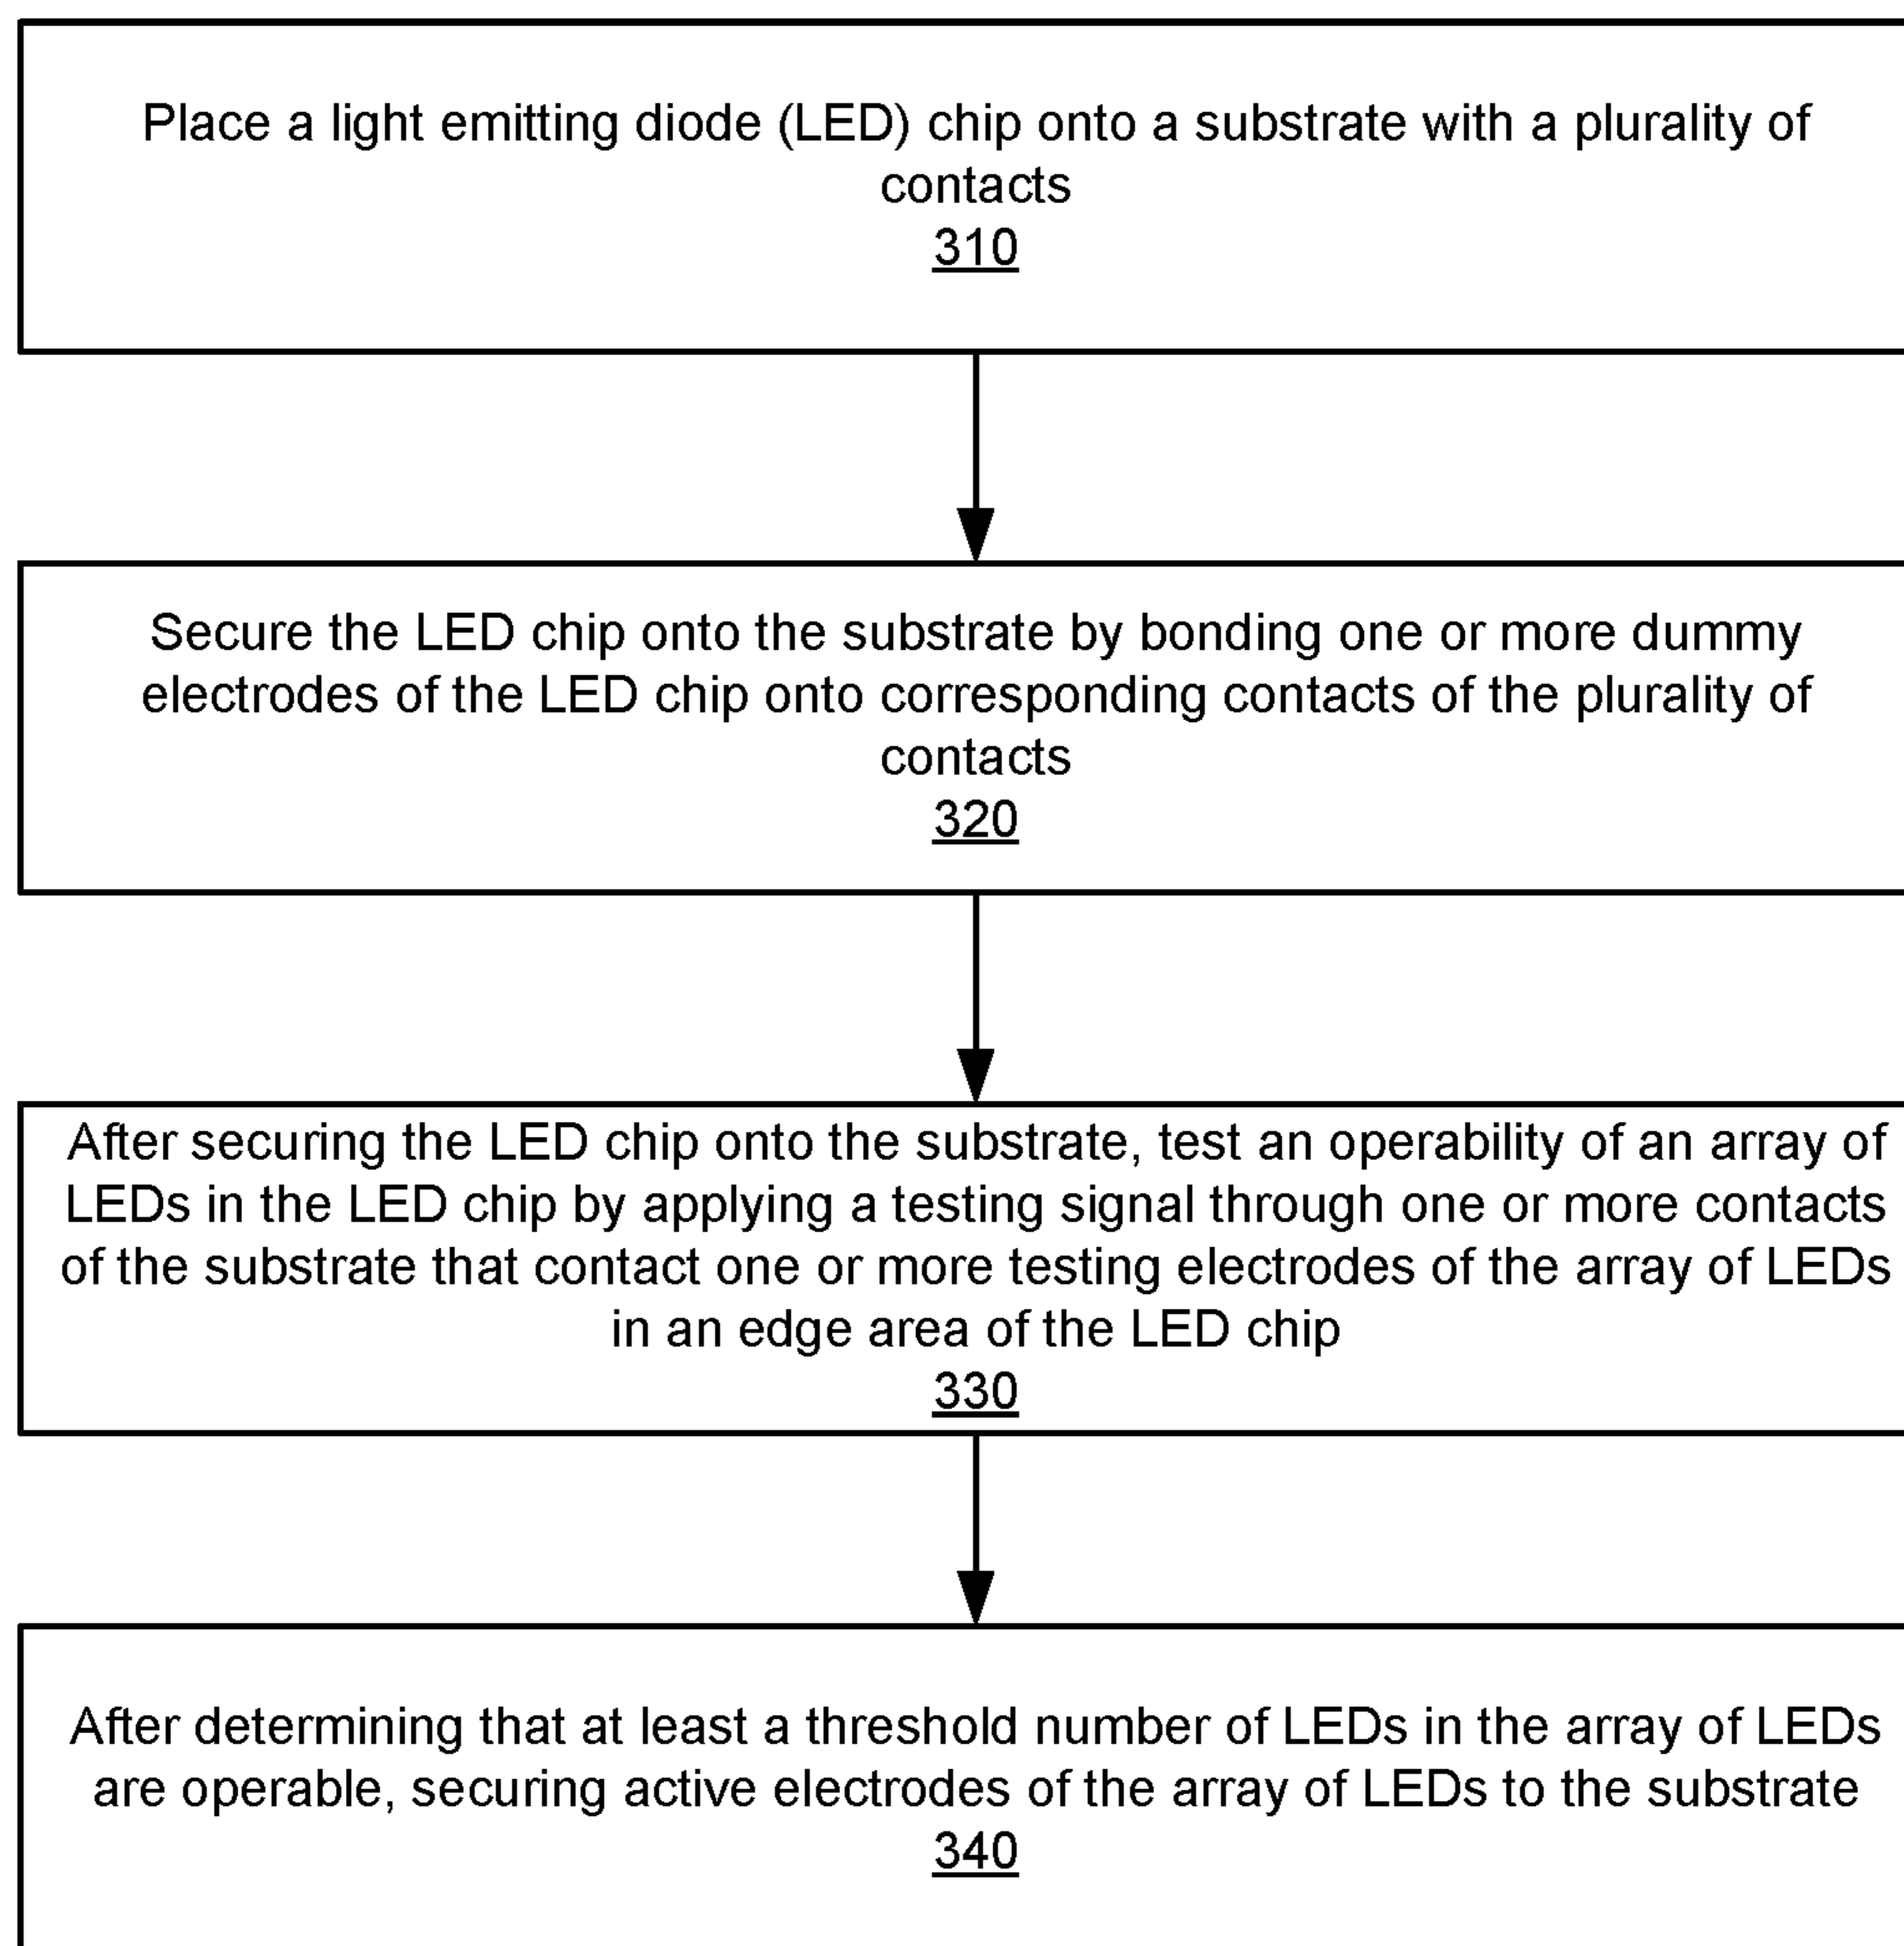 Place a light emitting diode (LED) chip onto a substrate with a plurality of
contacts
310
Secure the LED chip onto the substrate by bonding one or more dummy
electrodes of the LED chip onto corresponding contacts of the plurality of
contacts
320
After securing the LED chip onto the substrate, test an operability of an array of
LEDs in the LED chip by applying a testing signal through one or more contacts
of the substrate that contact one or more testing electrodes of the array of LEDs
in an edge area of the LED chip
330
After determining that at least a threshold number of LEDs in the array of LEDs
are operable, securing active electrodes of the array of LEDs to the substrate
340